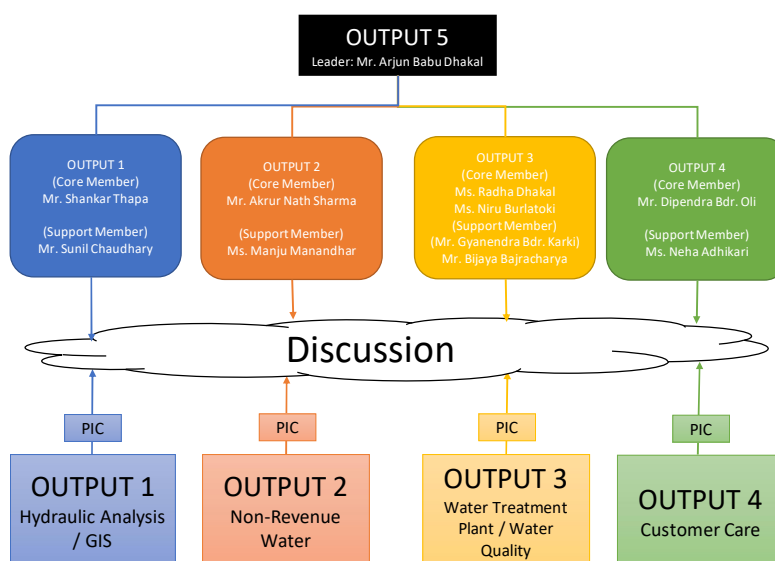 OUTPUT 5
Leader: Mr. Arjun Babu Dhakal
OUTPUT 1
(Core Member)
Mr. Shankar Thapa
(Support Member)
Mr. Sunil Chaudhary
OUTPUT 2
(Core Member)
Mr. Akrur Nath Sharma
(Support Member)
Ms. Manju Manandhar
OUTPUT 3
(Core Member)
Ms. Radha Dhakal
Ms. Niru Burlatoki
(Support Member)
(Mr. Gyanendra Bdr. Karki)
Mr. Bijaya Bajracharya
OUTPUT 4
(Core Member)
Mr. Dipendra Bdr. Oli
(Support Member)
Ms. Neha Adhikari
Discussion
PIC
PIC
PIC
PIC
OUTPUT 1
Hydraulic Analysis
/ GIS
OUTPUT 2
Non-Revenue
Water
OUTPUT 3
Water Treatment
Plant / Water
Quality
OUTPUT 4
Customer Care